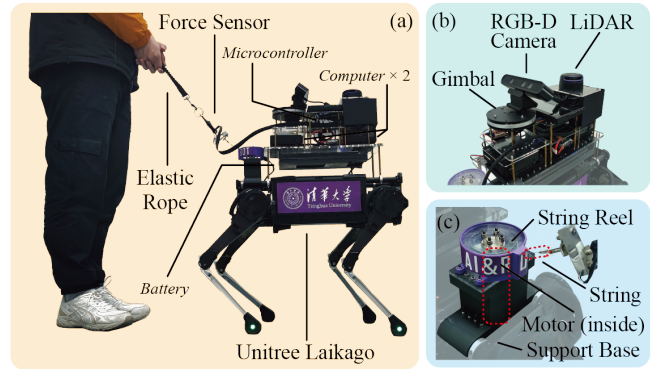 (a)
Force Sensor
Microcontroller
Computer × 2
Elastic
Rope
清华大学
Tsinghua University
Battery
Unitree Laikago
(b)
RGB-D
Camera
LiDAR
Gimbal
(c)
String Reel
AI&R
String
Motor (inside)
Support Base